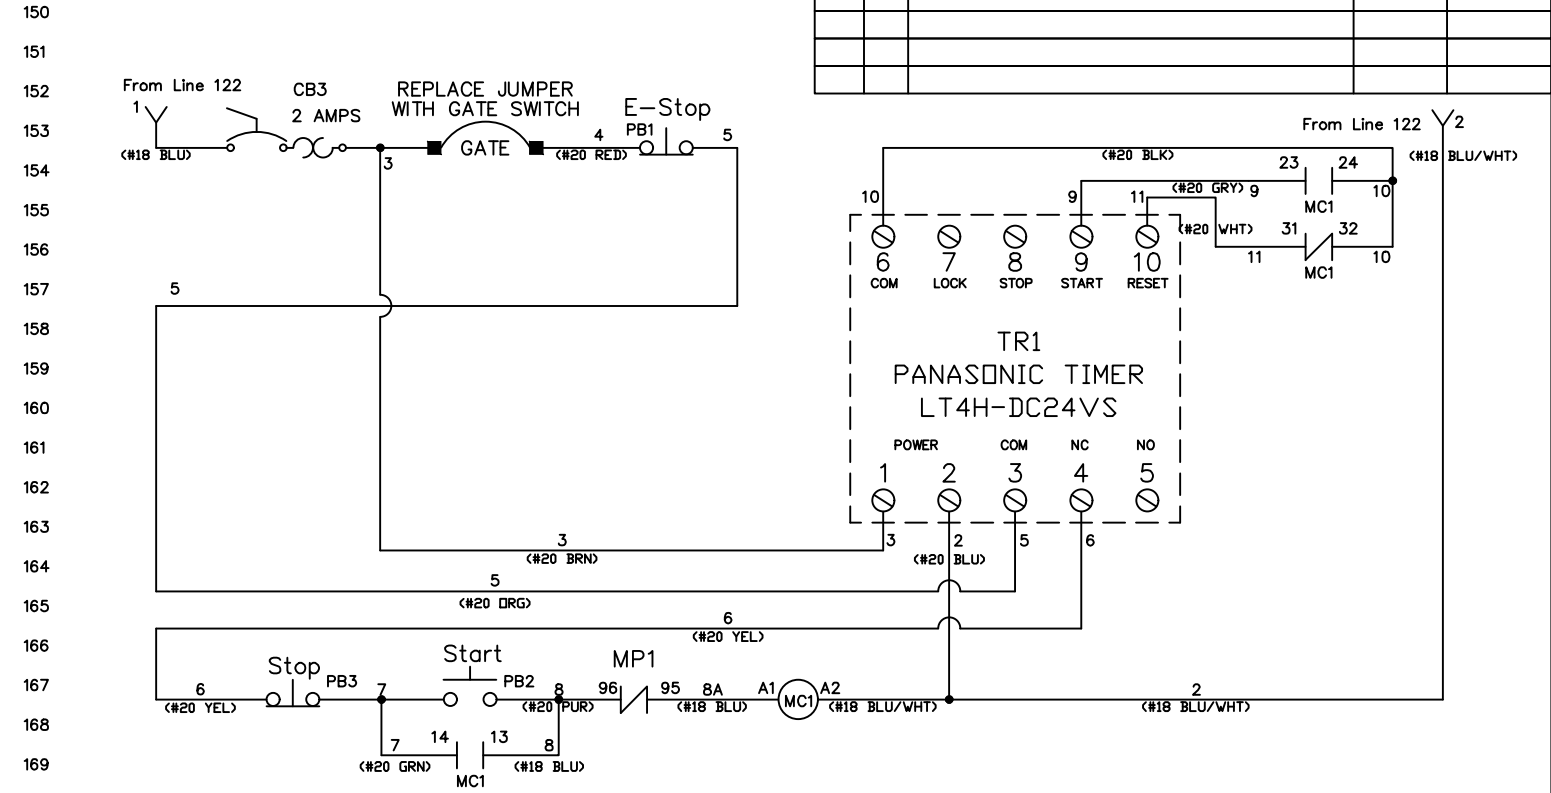 150
151
152
153
154
155
156
157
158
159
160
161
162
163
164
165
166
167
168
169
From Line 122
1
(#18 BLU)
CB3
2 AMPS
3
REPLACE JUMPER
WITH GATE SWITCH
GATE
4
(#20 RED)
E-Stop
PB1
5
From Line 122
2
(#18 BLU/WHT)
(#20 BLK)
23
24
(#20 GRY)
9
MC1
10
10
9
11
(#20 WHT)
31
32
11
MC1
10
6
7
8
9
10
COM
LOCK
STOP
START
RESET
5
TR1
PANASONIC TIMER
LT4H-DC24VS
POWER
COM
NC
NO
1
2
3
4
5
3
(#20 BRN)
3
2
(#20 BLU)
5
6
5
(#20 ORG)
6
(#20 YEL)
6
(#20 YEL)
Stop
PB3
7
Start
PB2
8
(#20 PUR)
MP1
96
95
8A
(#18 BLU)
A1
MC1
A2
(#18 BLU/WHT)
2
(#18 BLU/WHT)
7
(#20 GRN)
14
13
MC1
8
(#18 BLU)